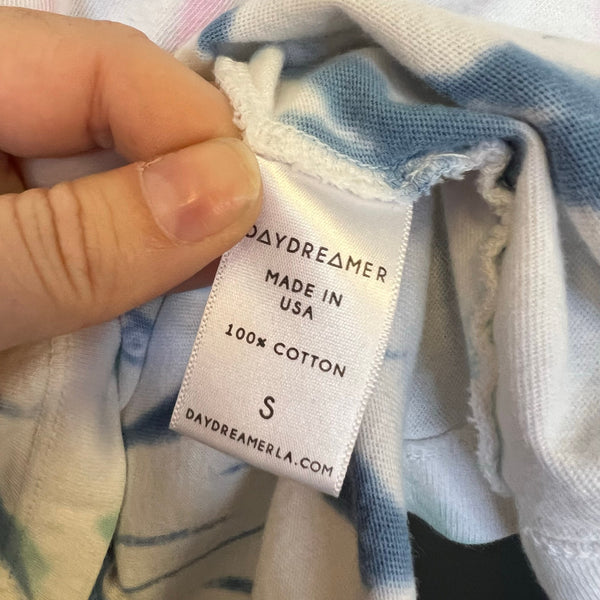 DAYDREAMER
MADE IN
USA
100% COTTON
S
DAYDREAMERLA.COM